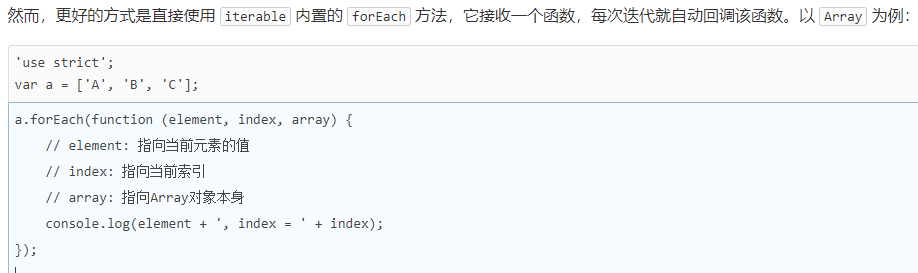 然而，更好的方式是直接使用 iterable 内置的 forEach 方法，它接收一个函数，每次迭代就自动回调该函数。以 Array 为例：
'use strict';
var a = ['A', 'B', 'C'];
a.forEach(function (element, index, array) {
    // element: 指向当前元素的值
    // index: 指向当前索引
    // array: 指向Array对象本身
    console.log(element + ', index = ' + index);
});